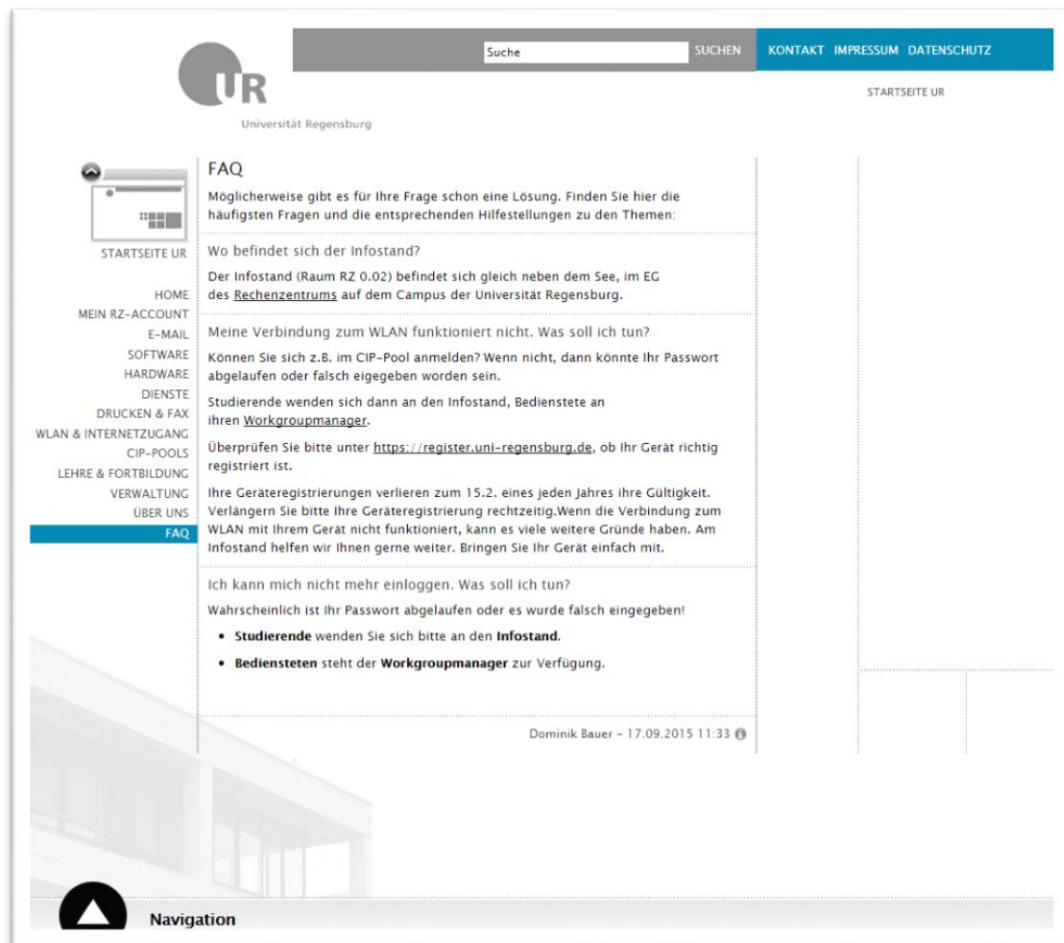 Suche
SUCHEN
KONTAKT IMPRESSUM DATENSCHUTZ
UR
Universität Regensburg
STARTSEITE UR
STARTSEITE UR
HOME
MEIN RZ-ACCOUNT
E-MAIL
SOFTWARE
HARDWARE
DIENSTE
DRUCKEN & FAX
WLAN & INTERNETZUGANG
CIP-POOLS
LEHRE & FORTBILDUNG
VERWALTUNG
ÜBER UNS
FAQ
FAQ
Möglicherweise gibt es für Ihre Frage schon eine Lösung. Finden Sie hier die
häufigsten Fragen und die entsprechenden Hilfestellungen zu den Themen:
Wo befindet sich der Infostand?
Der Infostand (Raum RZ 0.02) befindet sich gleich neben dem See, im EG
des Rechenzentrums auf dem Campus der Universität Regensburg.
Meine Verbindung zum WLAN funktioniert nicht. Was soll ich tun?
Können Sie sich z.B. im CIP-Pool anmelden? Wenn nicht, dann könnte Ihr Passwort
abgelaufen oder falsch eigegeben worden sein.
Studierende wenden sich dann an den Infostand, Bedienstete an
ihren Workgroupmanager.
Überprüfen Sie bitte unter https://register.uni-regensburg.de, ob Ihr Gerät richtig
registriert ist.
Ihre Geräteregistrierungen verlieren zum 15.2. eines jeden Jahres ihre Gültigkeit.
Verlängern Sie bitte Ihre Geräteregistrierung rechtzeitig.Wenn die Verbindung zum
WLAN mit Ihrem Gerät nicht funktioniert, kann es viele weitere Gründe haben. Am
Infostand helfen wir Ihnen gerne weiter. Bringen Sie Ihr Gerät einfach mit.
Ich kann mich nicht mehr einloggen. Was soll ich tun?
Wahrscheinlich ist Ihr Passwort abgelaufen oder es wurde falsch eingegeben!
• Studierende wenden Sie sich bitte an den Infostand.
• Bediensteten steht der Workgroupmanager zur Verfügung.
Dominik Bauer - 17.09.2015 11:33
Navigation